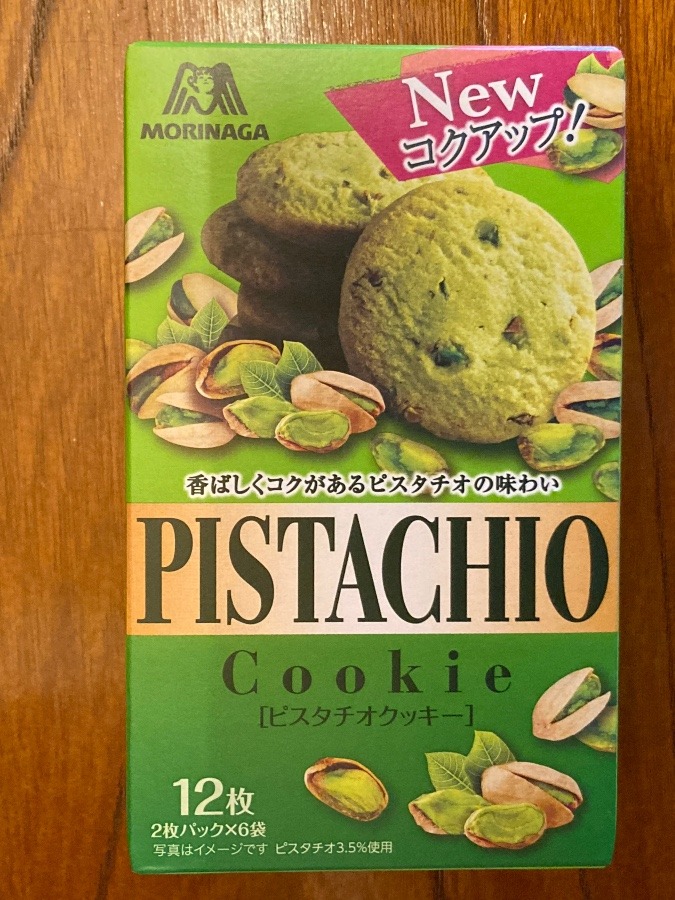 MORINAGA
New
コクアップ!
香ばしくコクがあるピスタチオの味わい
PISTACHIO
Cookie
[ピスタチオクッキー]
12枚
2枚パック×6袋
写真はイメージです ピスタチオ3.5%使用